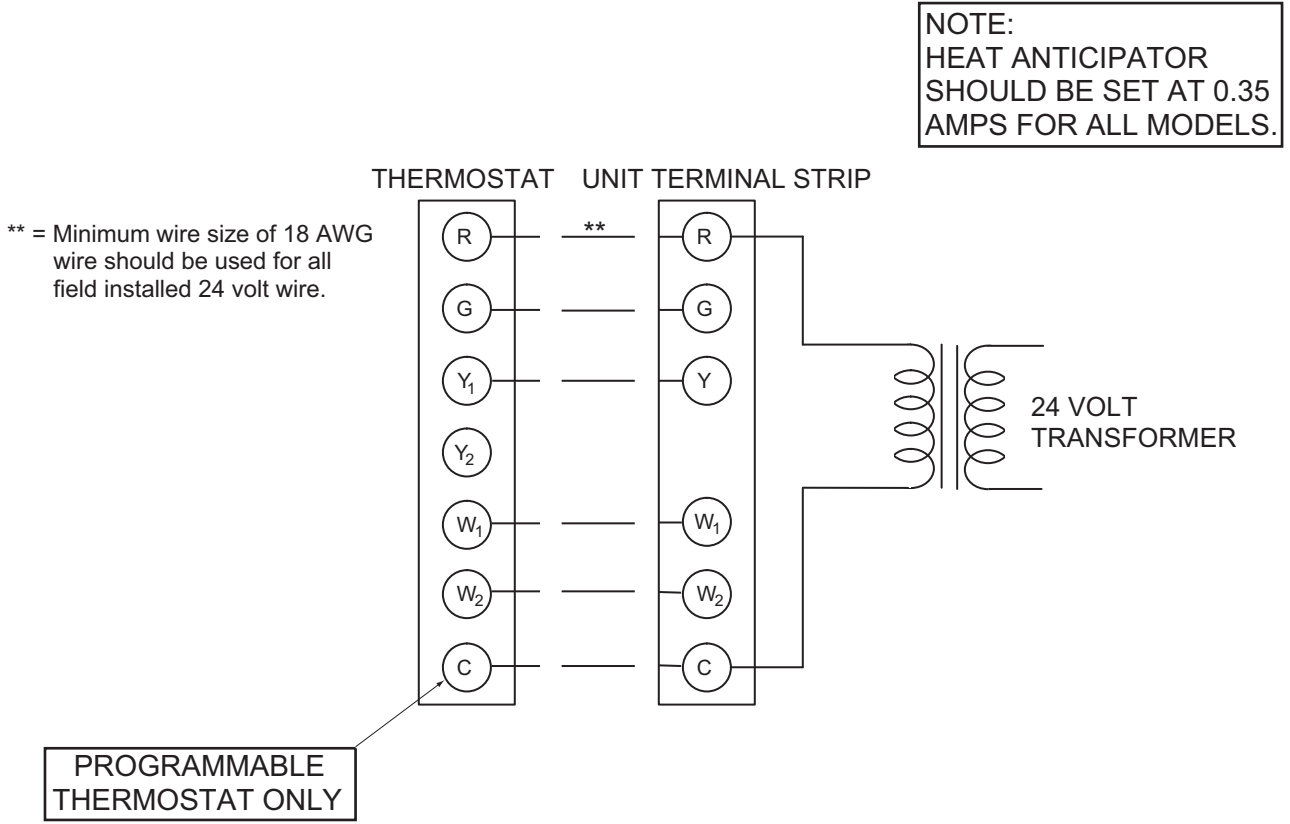 NOTE:
HEAT ANTICIPATOR
SHOULD BE SET AT 0.35
AMPS FOR ALL MODELS.
THERMOSTAT UNIT TERMINAL STRIP
** = Minimum wire size of 18 AWG
wire should be used for all
field installed 24 volt wire.
R ** R
G G
Y1 Y
Y2
W1 W1
W2 W2
C C
24 VOLT
TRANSFORMER
PROGRAMMABLE
THERMOSTAT ONLY